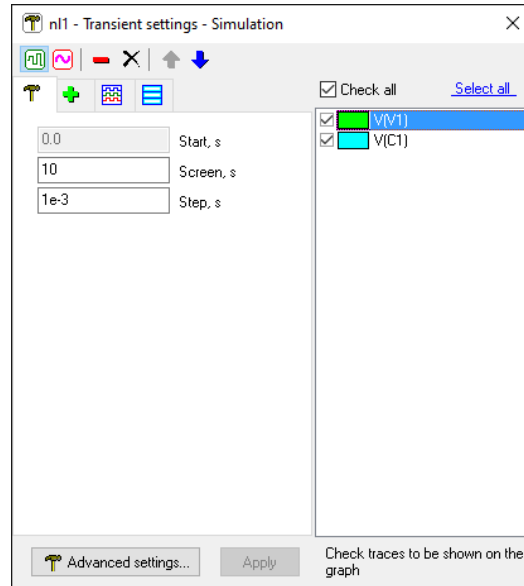 nl1 - Transient settings - Simulation
Check all
Select all
0.0 Start, s
10 Screen, s
1e-3 Step, s
V(V1)
V(C1)
Advanced settings...
Apply
Check traces to be shown on the
graph